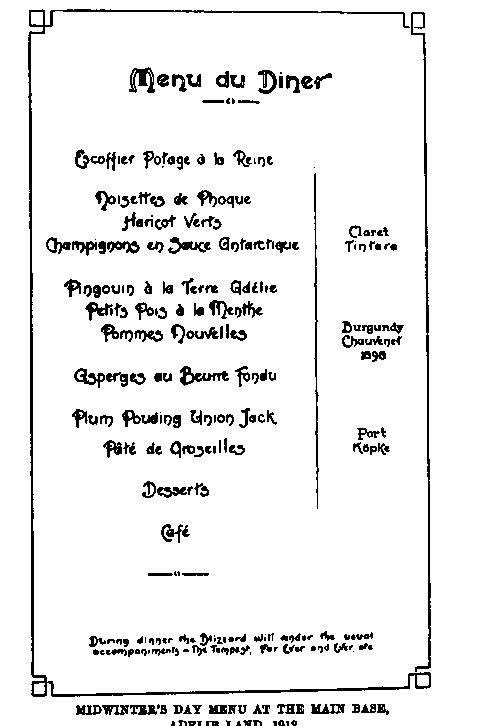 Menu du Diner
Escoffier Potage à la Reine
Noisettes de Phoque
Haricot Verts
Champignons en Sauce Antarctique
Claret
Tintara
Pingouin à la Terre Adélie
Petits Pois à la Menthe
Pommes Nouvelles
Burgundy
Chauvenet
1898
Asperges au Beurre Fondu
Plum Pouding Union Jack
Pâté de Groseilles
Port
Köpke
Desserts
Café
During dinner the Blizzard will render the usual
accompaniments – The Tempest, For Ever and Ever etc
MIDWINTER'S DAY MENU AT THE MAIN BASE,
ADELIE LAND, 1912